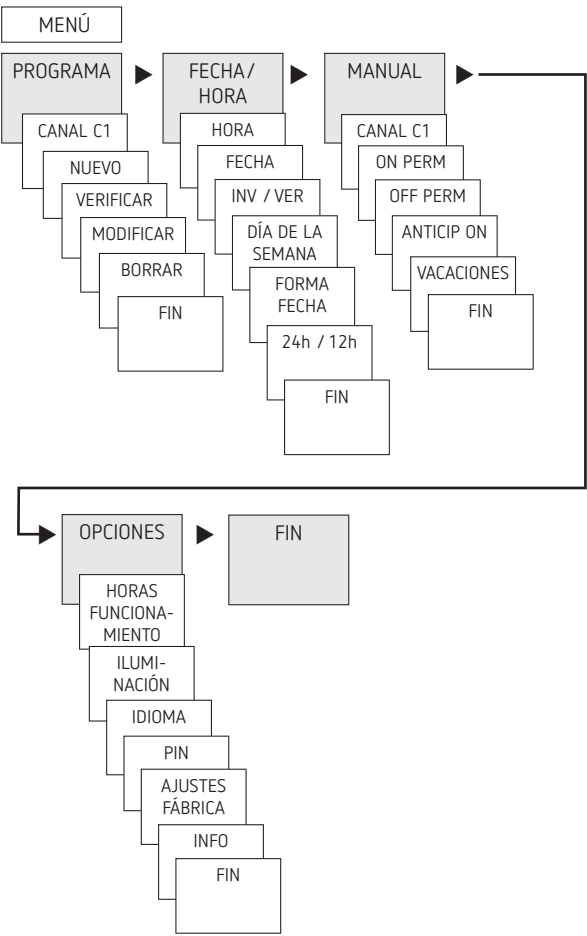 MENÚ
PROGRAMA
CANAL C1
NUEVO
VERIFICAR
MODIFICAR
BORRAR
FIN
FECHA/
HORA
HORA
FECHA
INV / VER
DÍA DE LA
SEMANA
FORMA
FECHA
24h / 12h
FIN
MANUAL
CANAL C1
ON PERM
OFF PERM
ANTICIP ON
VACACIONES
FIN
OPCIONES
HORAS
FUNCIONA-
MIENTO
ILUMI-
NACIÓN
IDIOMA
PIN
AJUSTES
FÁBRICA
INFO
FIN
FIN